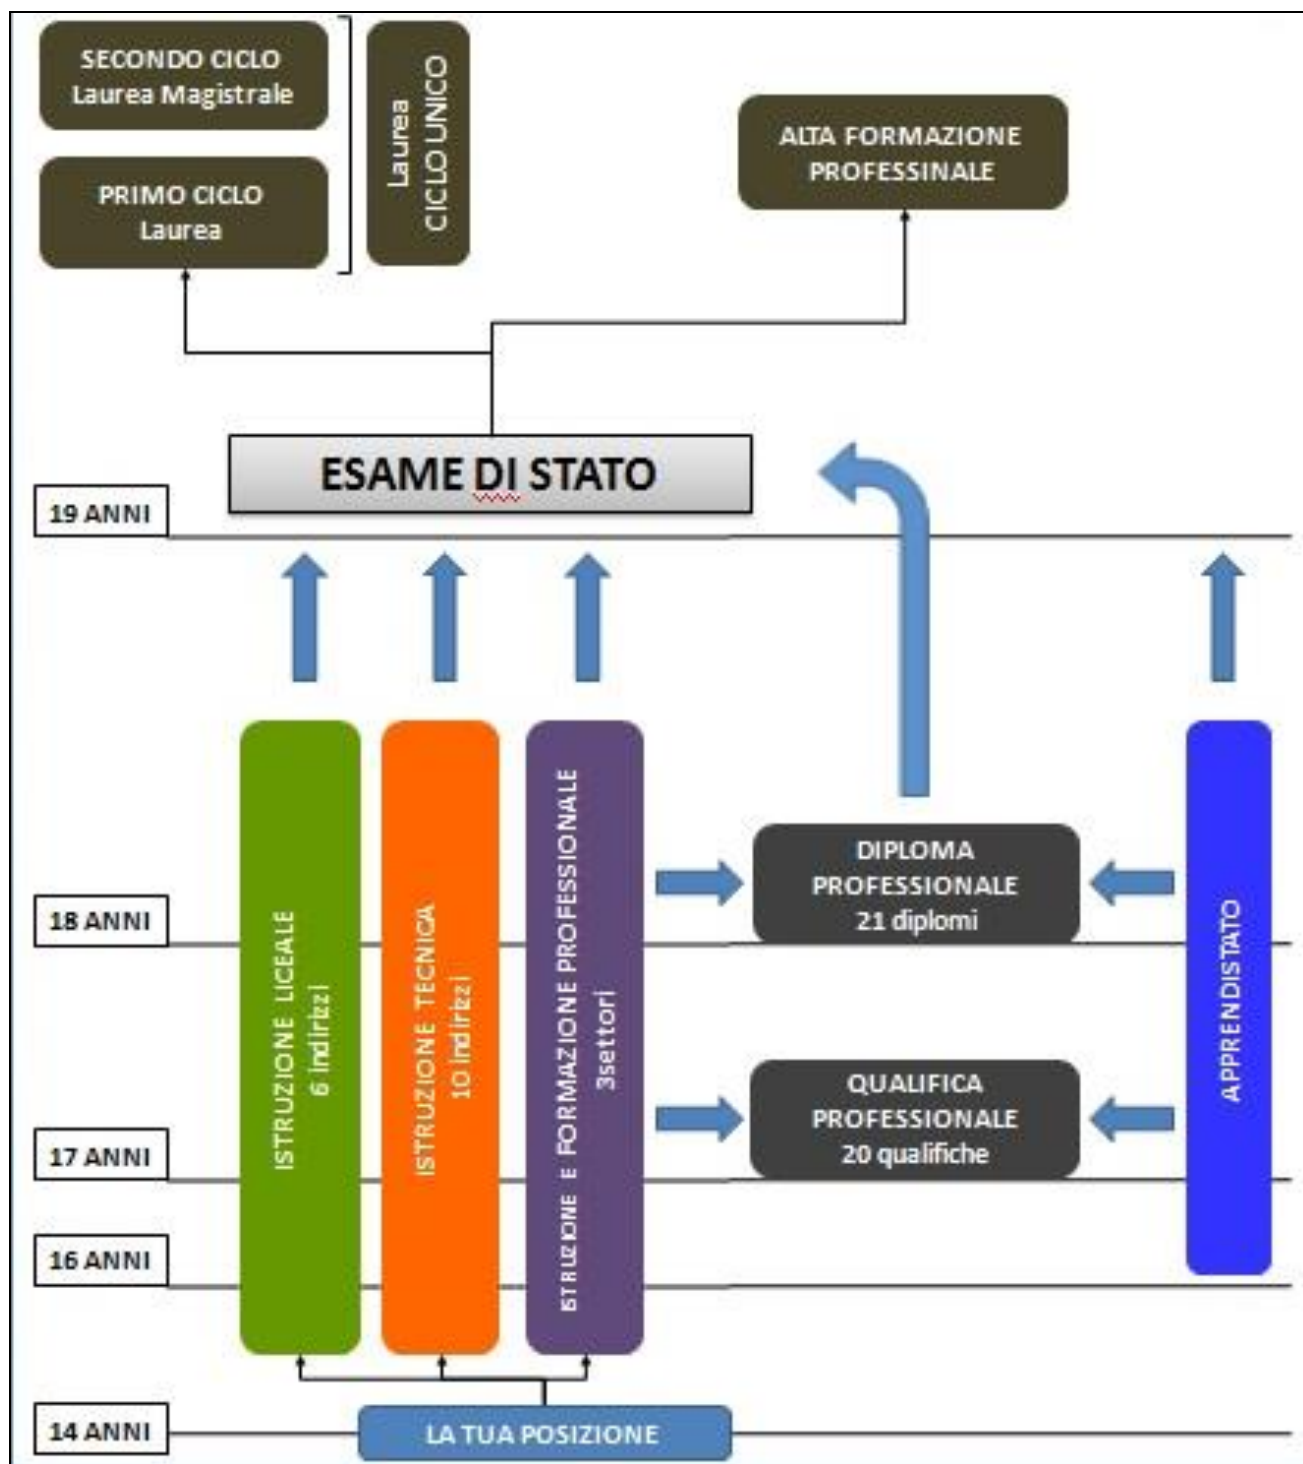 SECONDO CICLO
Laurea Magistrale
Laurea
CICLO UNICO
PRIMO CICLO
Laurea
ALTA FORMAZIONE
PROFESSINALE
ESAME DI STATO
19 ANNI
ISTRUZIONE LICEALE
6 indirizzi
ISTRUZIONE TECNICA
10 indirizzi
ISTRUZIONE E FORMAZIONE PROFESSIONALE
3settori
DIPLOMA
PROFESSIONALE
21 diplomi
18 ANNI
APPRENDISTATO
QUALIFICA
PROFESSIONALE
20 qualifiche
17 ANNI
16 ANNI
14 ANNI
LA TUA POSIZIONE